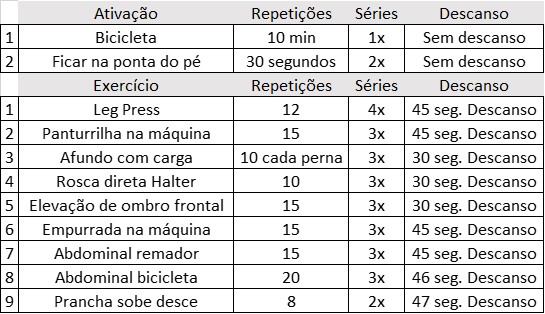 Ativação Repetições Séries Descanso
1 Bicicleta 10 min 1x Sem descanso
2 Ficar na ponta do pé 30 segundos 2x Sem descanso
Exercício Repetições Séries Descanso
1 Leg Press 12 4x 45 seg. Descanso
2 Panturrilha na máquina 15 3x 45 seg. Descanso
3 Afundo com carga 10 cada perna 3x 30 seg. Descanso
4 Rosca direta Halter 10 3x 30 seg. Descanso
5 Elevação de ombro frontal 15 3x 30 seg. Descanso
6 Empurrada na máquina 15 3x 45 seg. Descanso
7 Abdominal remador 15 3x 45 seg. Descanso
8 Abdominal bicicleta 20 3x 46 seg. Descanso
9 Prancha sobe desce 8 2x 47 seg. Descanso